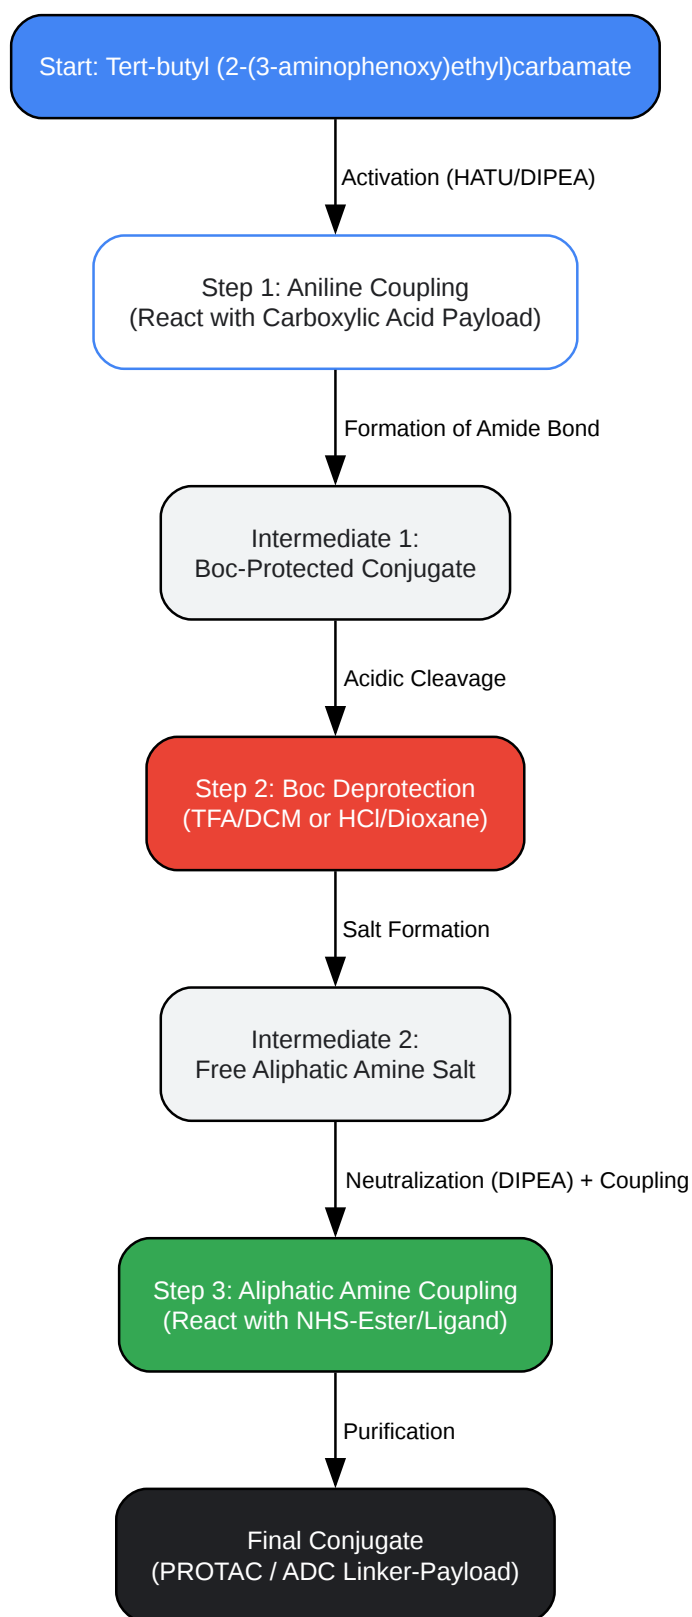 Start: Tert-butyl (2-(3-aminophenoxy)ethyl)carbamate
Activation (HATU/DIPEA)
Step 1: Aniline Coupling
(React with Carboxylic Acid Payload)
Formation of Amide Bond
Intermediate 1:
Boc-Protected Conjugate
Acidic Cleavage
Step 2: Boc Deprotection
(TFA/DCM or HCl/Dioxane)
Salt Formation
Intermediate 2:
Free Aliphatic Amine Salt
Neutralization (DIPEA) + Coupling
Step 3: Aliphatic Amine Coupling
(React with NHS-Ester/Ligand)
Purification
Final Conjugate
(PROTAC / ADC Linker-Payload)